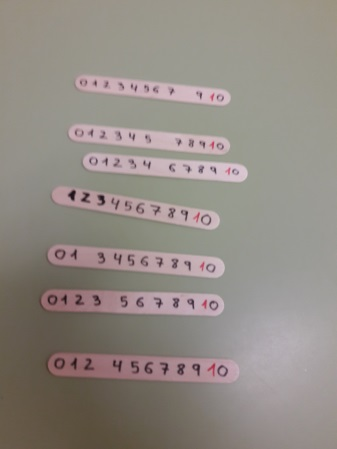 0 1 2 3 4 5 6 7 9 10
0 1 2 3 4 5 7 8 9 10
0 1 2 3 4 6 7 8 9 10
1 2 3 4 5 6 7 8 9 10
0 1 3 4 5 6 7 8 9 10
0 1 2 3 5 6 7 8 9 10
0 1 2 4 5 6 7 8 9 10